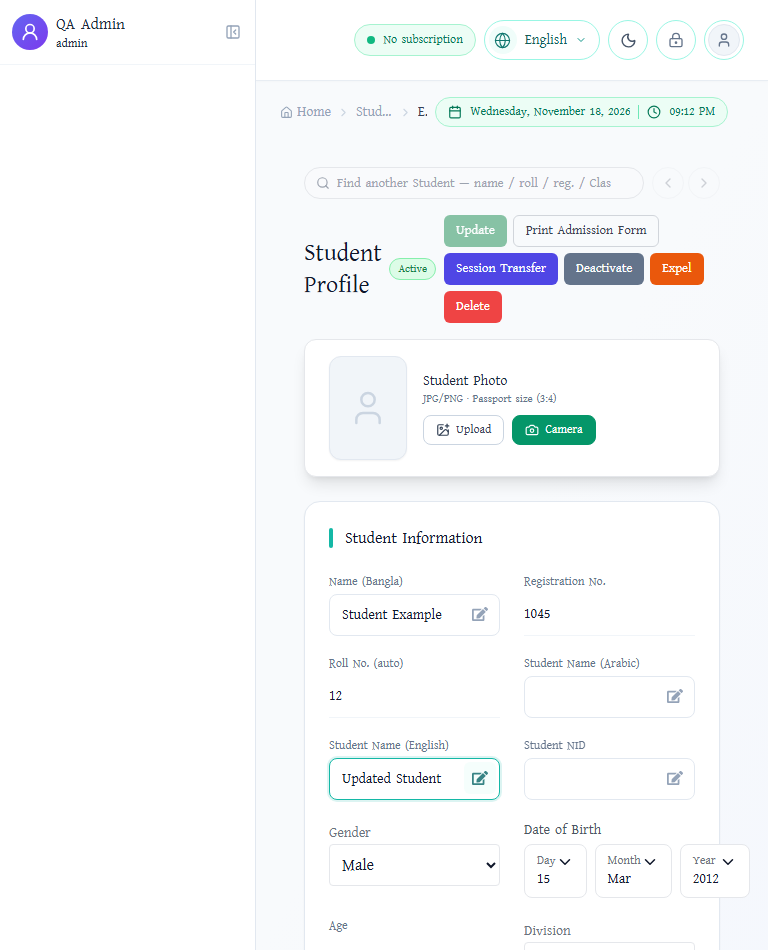 QA Admin
admin
No subscription
English
Home
Stud...
E.
Wednesday, November 18, 2026
09:12 PM
Find another Student — name / roll / reg. / Clas
Student Profile
Active
Update
Print Admission Form
Session Transfer
Deactivate
Expel
Delete
Student Photo
JPG/PNG · Passport size (3:4)
Upload
Camera
Student Information
Name (Bangla)
Student Example
Registration No.
1045
Roll No. (auto)
12
Student Name (Arabic)
Student Name (English)
Updated Student
Student NID
Gender
Male
Date of Birth
Day
15
Month
Mar
Year
2012
Age
Division